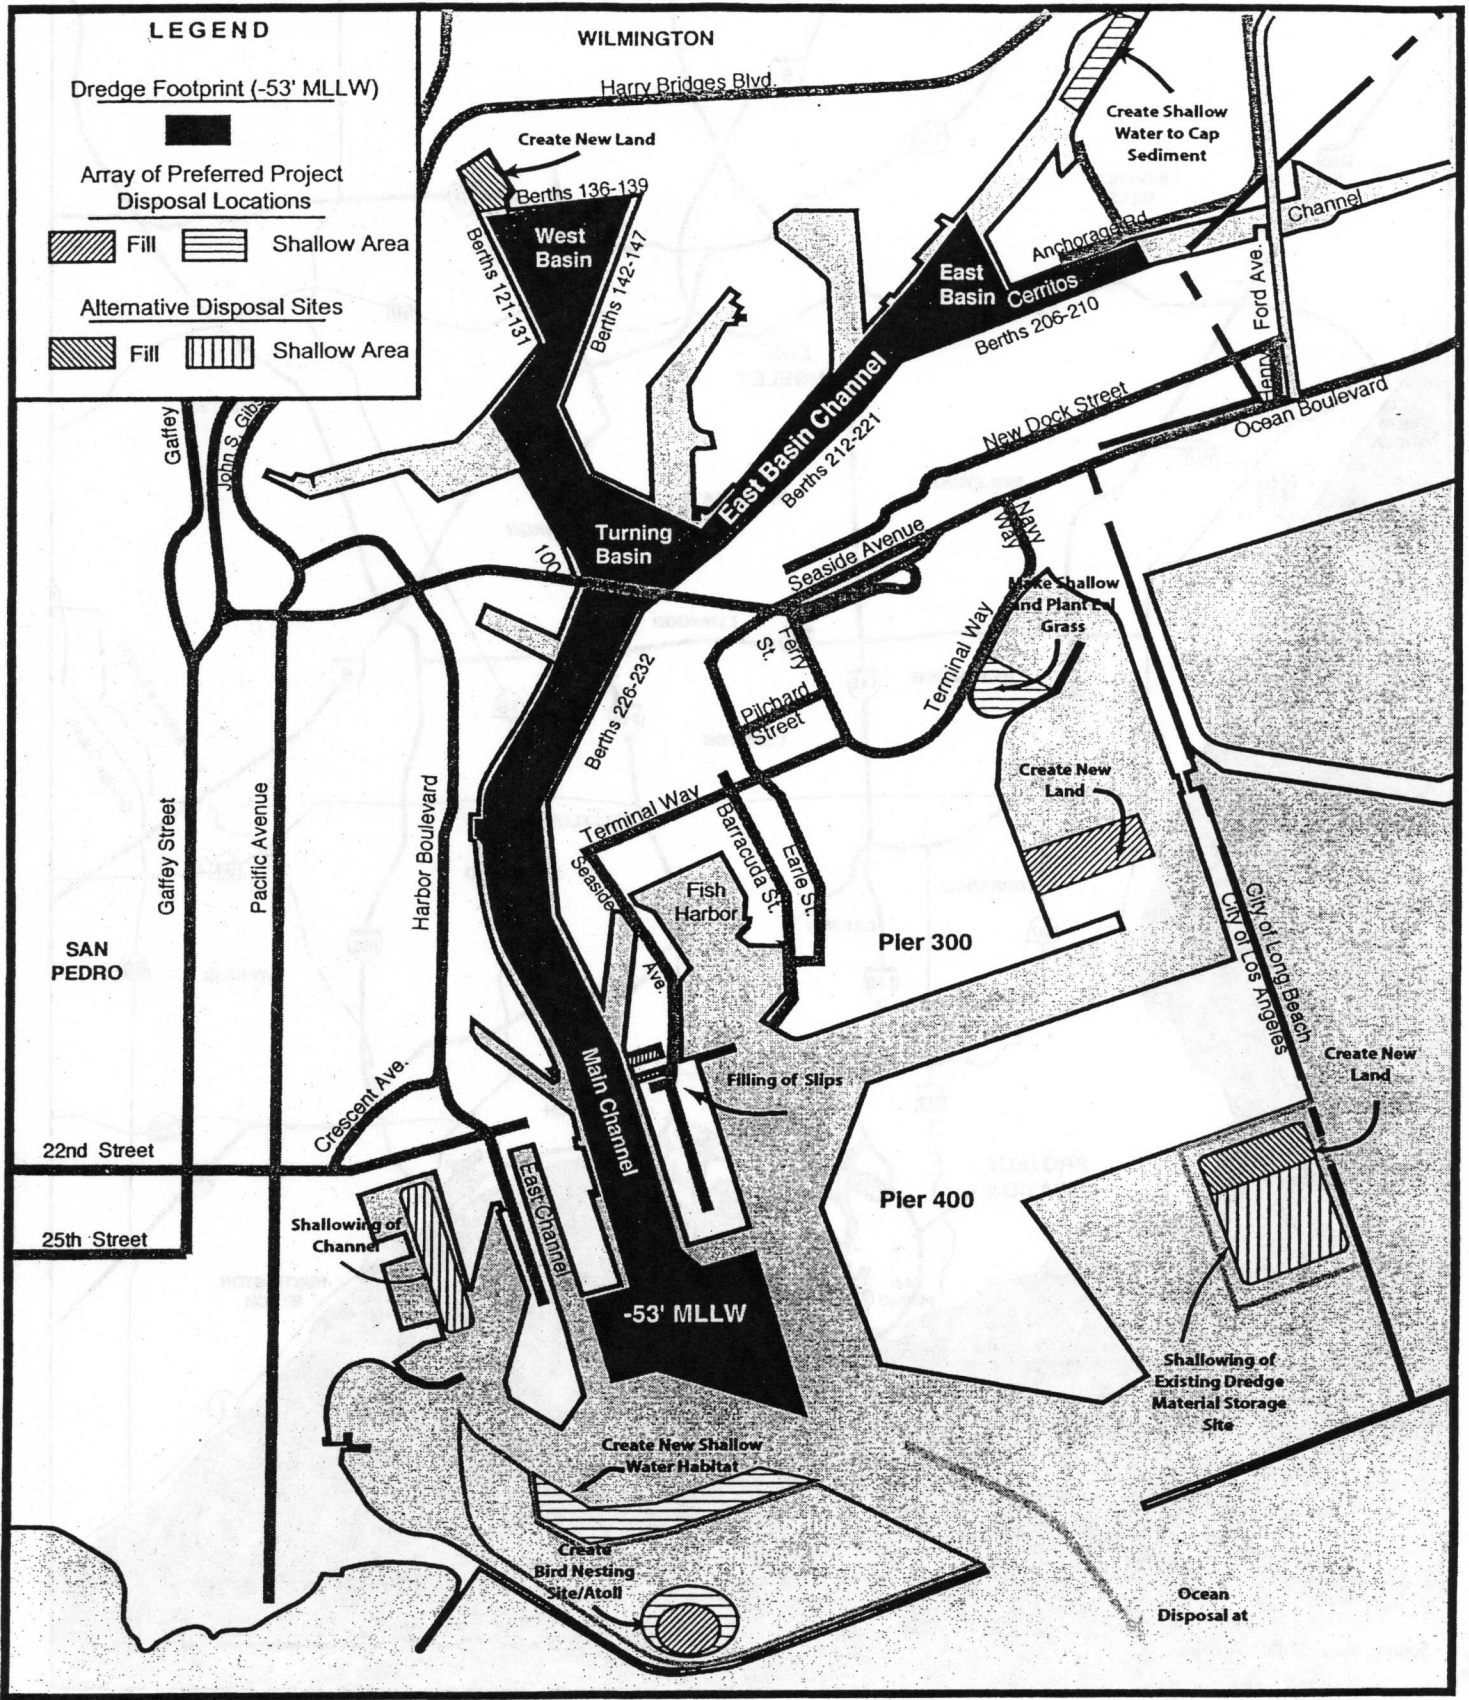 LEGEND
Dredge Footprint (-53' MLLW)
Array of Preferred Project
Disposal Locations
Fill
Shallow Area
Alternative Disposal Sites
Fill
Shallow Area
WILMINGTON
Harry Bridges Blvd.
Create New Land
Create Shallow
Water to Cap
Sediment
Berths 136-139
West
Basin
Berths 121-131
Berths 142-147
East
Basin
Anchorage Rd.
Cerritos
Channel
Berths 206-210
Ford Ave.
Henry
East Basin Channel
Berths 212-221
New Dock Street
Ocean Boulevard
Gaffey
John S. Gibs
Turning
Basin
100
Seaside Avenue
Navy
Way
Make Shallow
and Plant Eel
Grass
Terminal Way
Ferry
St.
Pilchard
Street
Berths 226-232
Create New
Land
Terminal Way
Barracuda St.
Earle St.
Seaside
Ave.
Fish
Harbor
Pier 300
Gaffey Street
Pacific Avenue
Harbor Boulevard
SAN
PEDRO
City of Long Beach
City of Los Angeles
Create New
Land
Main Channel
Filling of Slips
Crescent Ave.
22nd Street
25th Street
East Channel
Shallowing of
Channel
Pier 400
-53' MLLW
Shallowing of
Existing Dredge
Material Storage
Site
Create New Shallow
Water Habitat
Create
Bird Nesting
Site/Atoll
Ocean
Disposal at